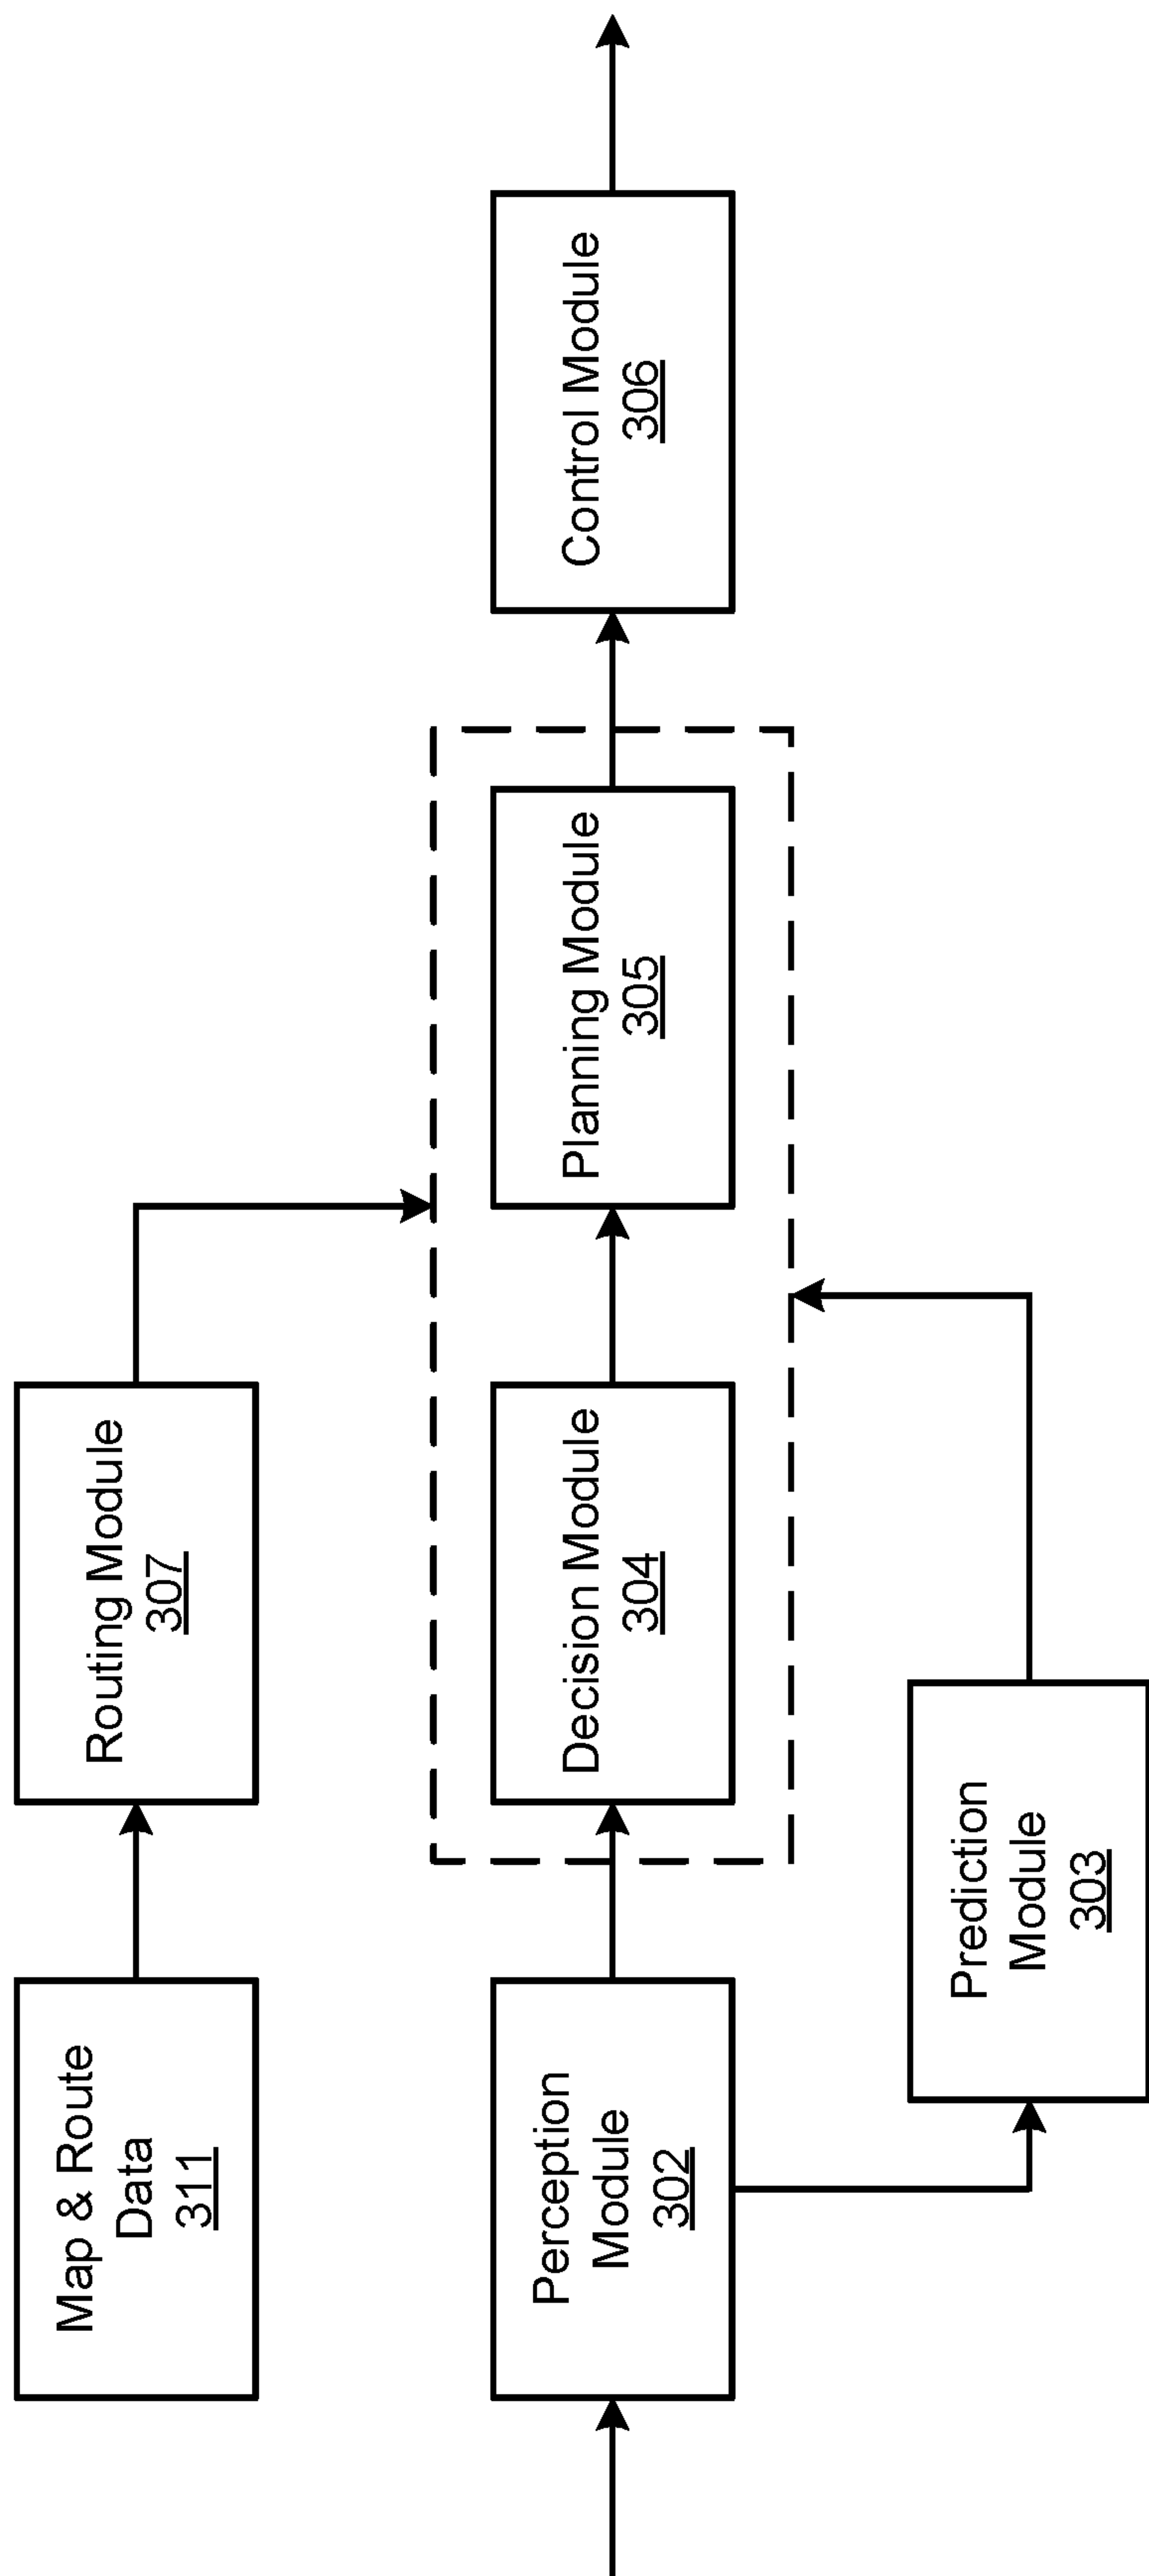 Map & Route
Data
311
Routing Module
307
Perception
Module
302
Decision Module
304
Planning Module
305
Control Module
306
Prediction
Module
303